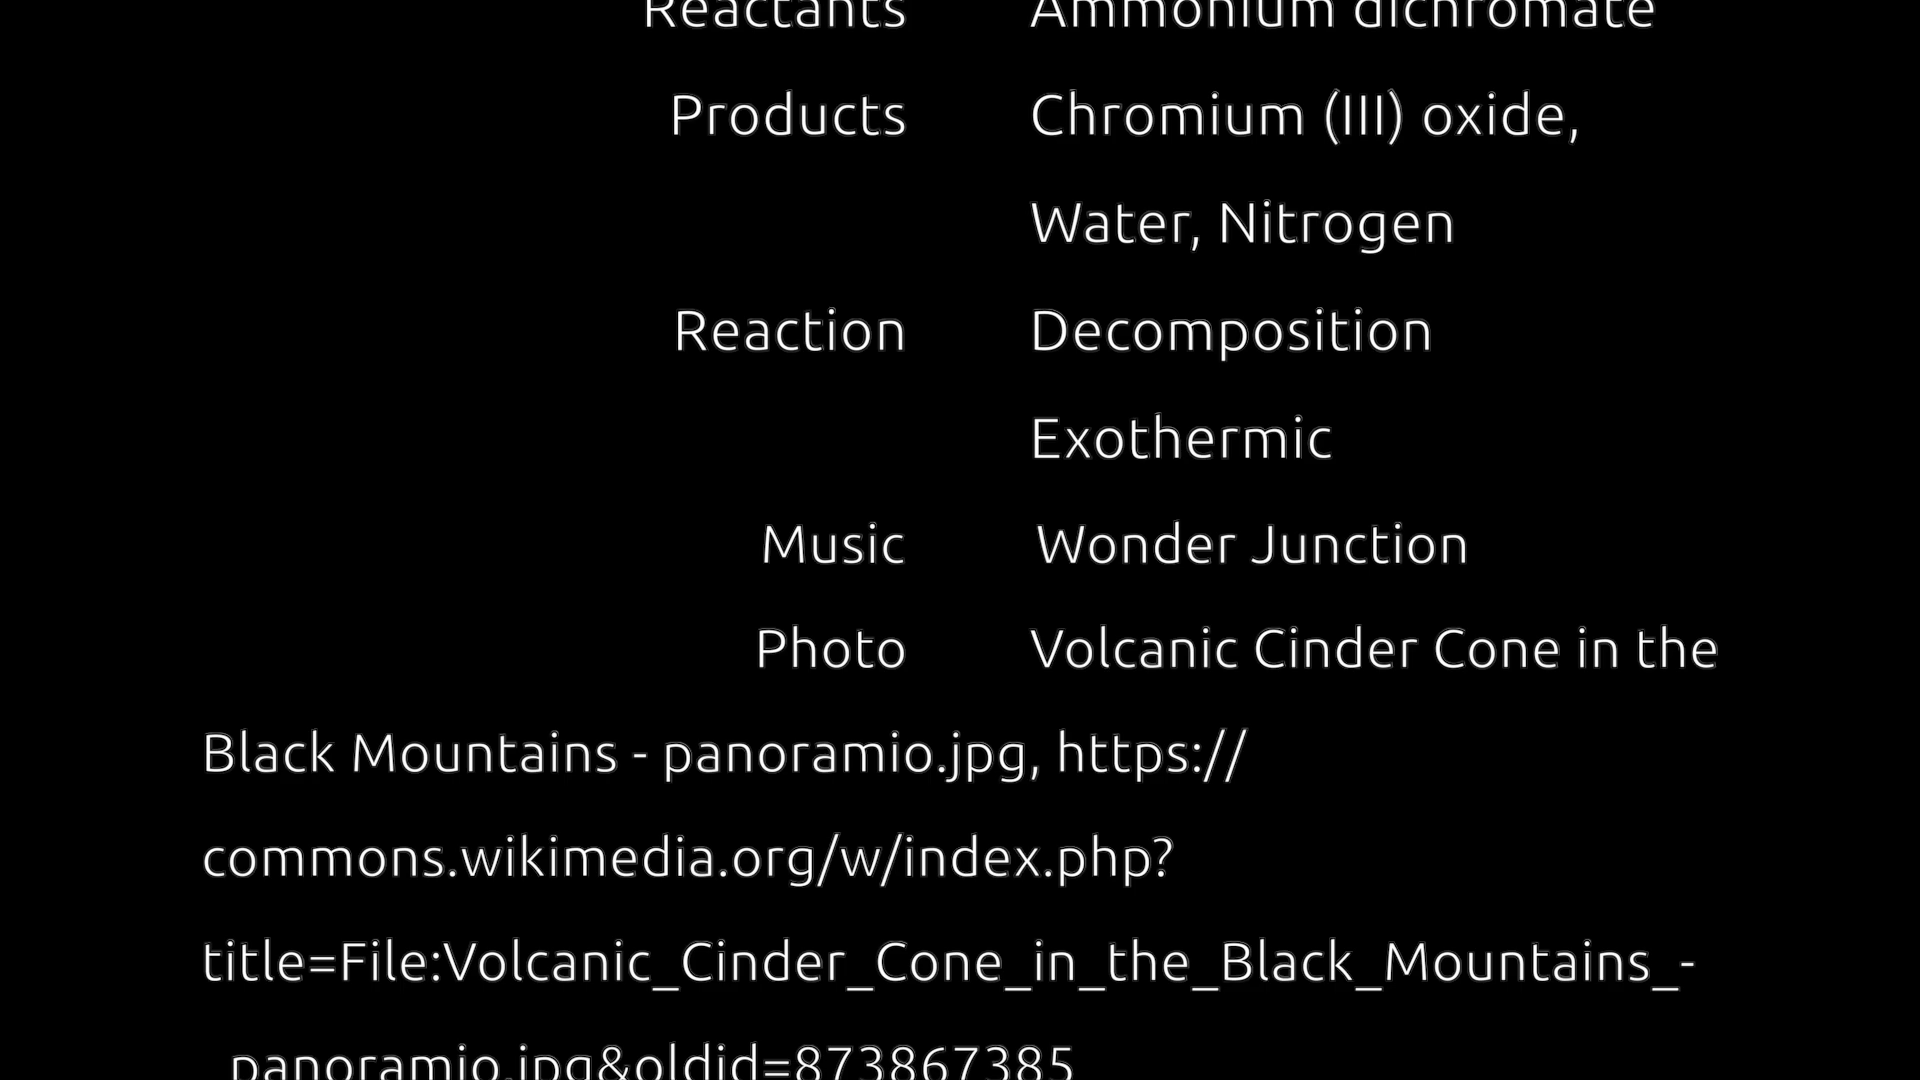 Reactants Ammonium dichromate
Products Chromium (III) oxide,
Water, Nitrogen
Reaction Decomposition
Exothermic
Music Wonder Junction
Photo Volcanic Cinder Cone in the
Black Mountains - panoramio.jpg, https://
commons.wikimedia.org/w/index.php?
title=File:Volcanic_Cinder_Cone_in_the_Black_Mountains_-
_panoramio.jpg&oldid=873867385